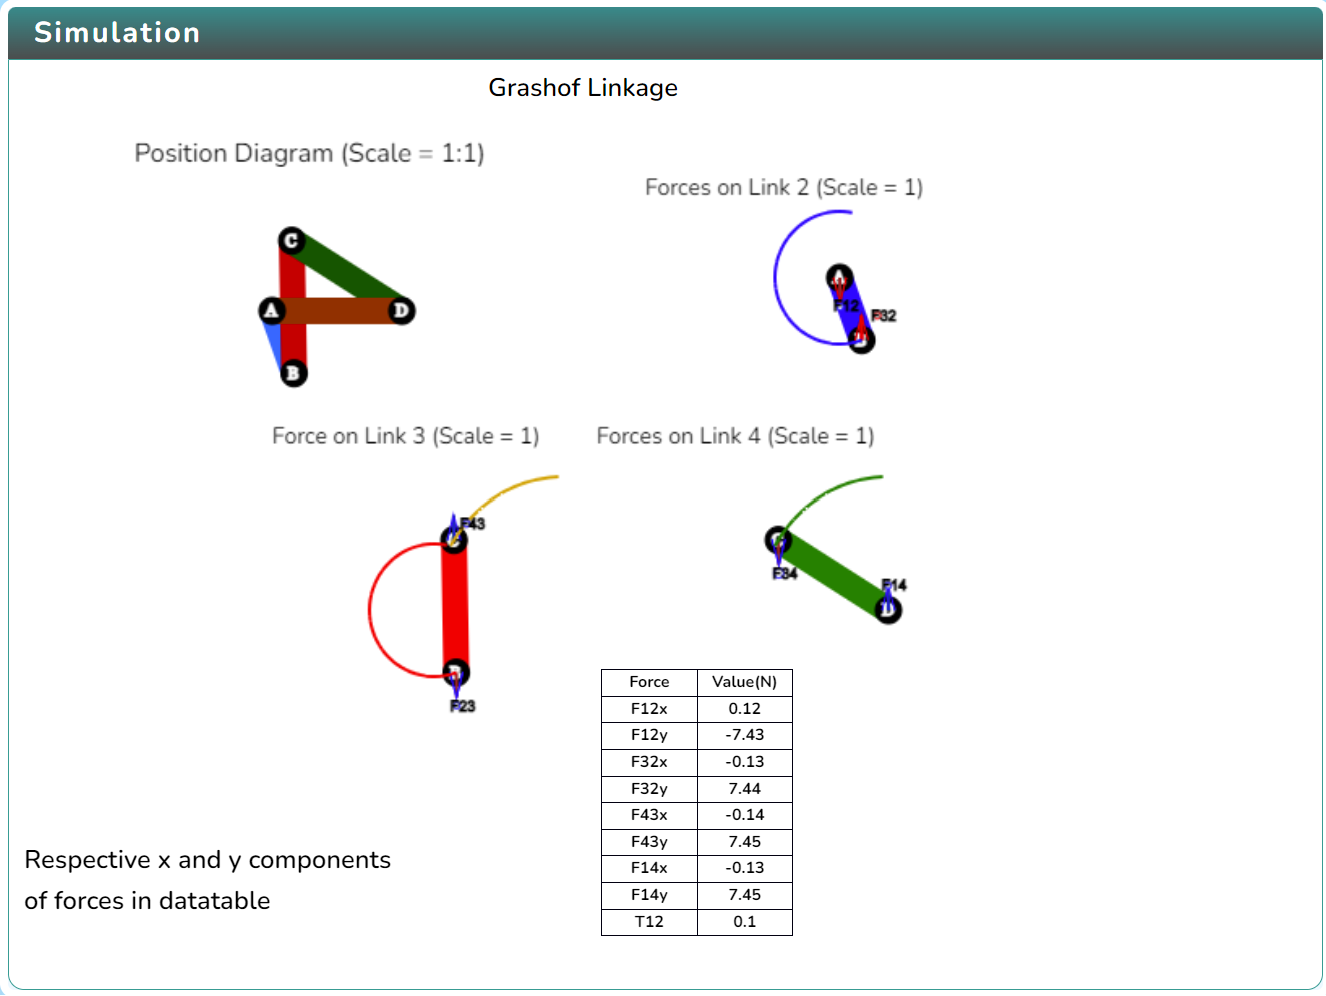 Simulation
Grashof Linkage
Position Diagram (Scale = 1:1)
Forces on Link 2 (Scale = 1)
C
A
D
B
A
F12
F32
Force on Link 3 (Scale = 1)
Forces on Link 4 (Scale = 1)
F43
F23
F34
F14
D
Force Value(N)
F12x 0.12
F12y -7.43
F32x -0.13
F32y 7.44
F43x -0.14
F43y 7.45
F14x -0.13
F14y 7.45
T12 0.1
Respective x and y components
of forces in datatable